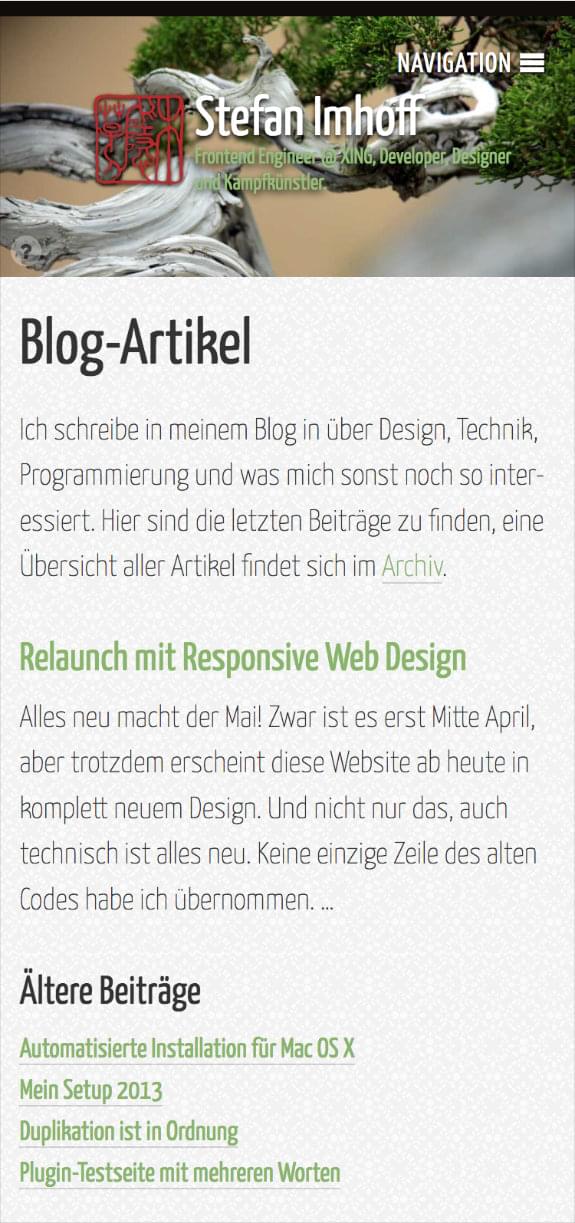 NAVIGATION
Stefan Imhoff
Frontend Engineer @ XING, Developer, Designer
und Kampfkünstler.
?
Blog-Artikel
Ich schreibe in meinem Blog in über Design, Technik,
Programmierung und was mich sonst noch so inter-
essiert. Hier sind die letzten Beiträge zu finden, eine
Übersicht aller Artikel findet sich im Archiv.
Relaunch mit Responsive Web Design
Alles neu macht der Mai! Zwar ist es erst Mitte April,
aber trotzdem erscheint diese Website ab heute in
komplett neuem Design. Und nicht nur das, auch
technisch ist alles neu. Keine einzige Zeile des alten
Codes habe ich übernommen. ...
Ältere Beiträge
Automatisierte Installation für Mac OS X
Mein Setup 2013
Duplikation ist in Ordnung
Plugin-Testseite mit mehreren Worten